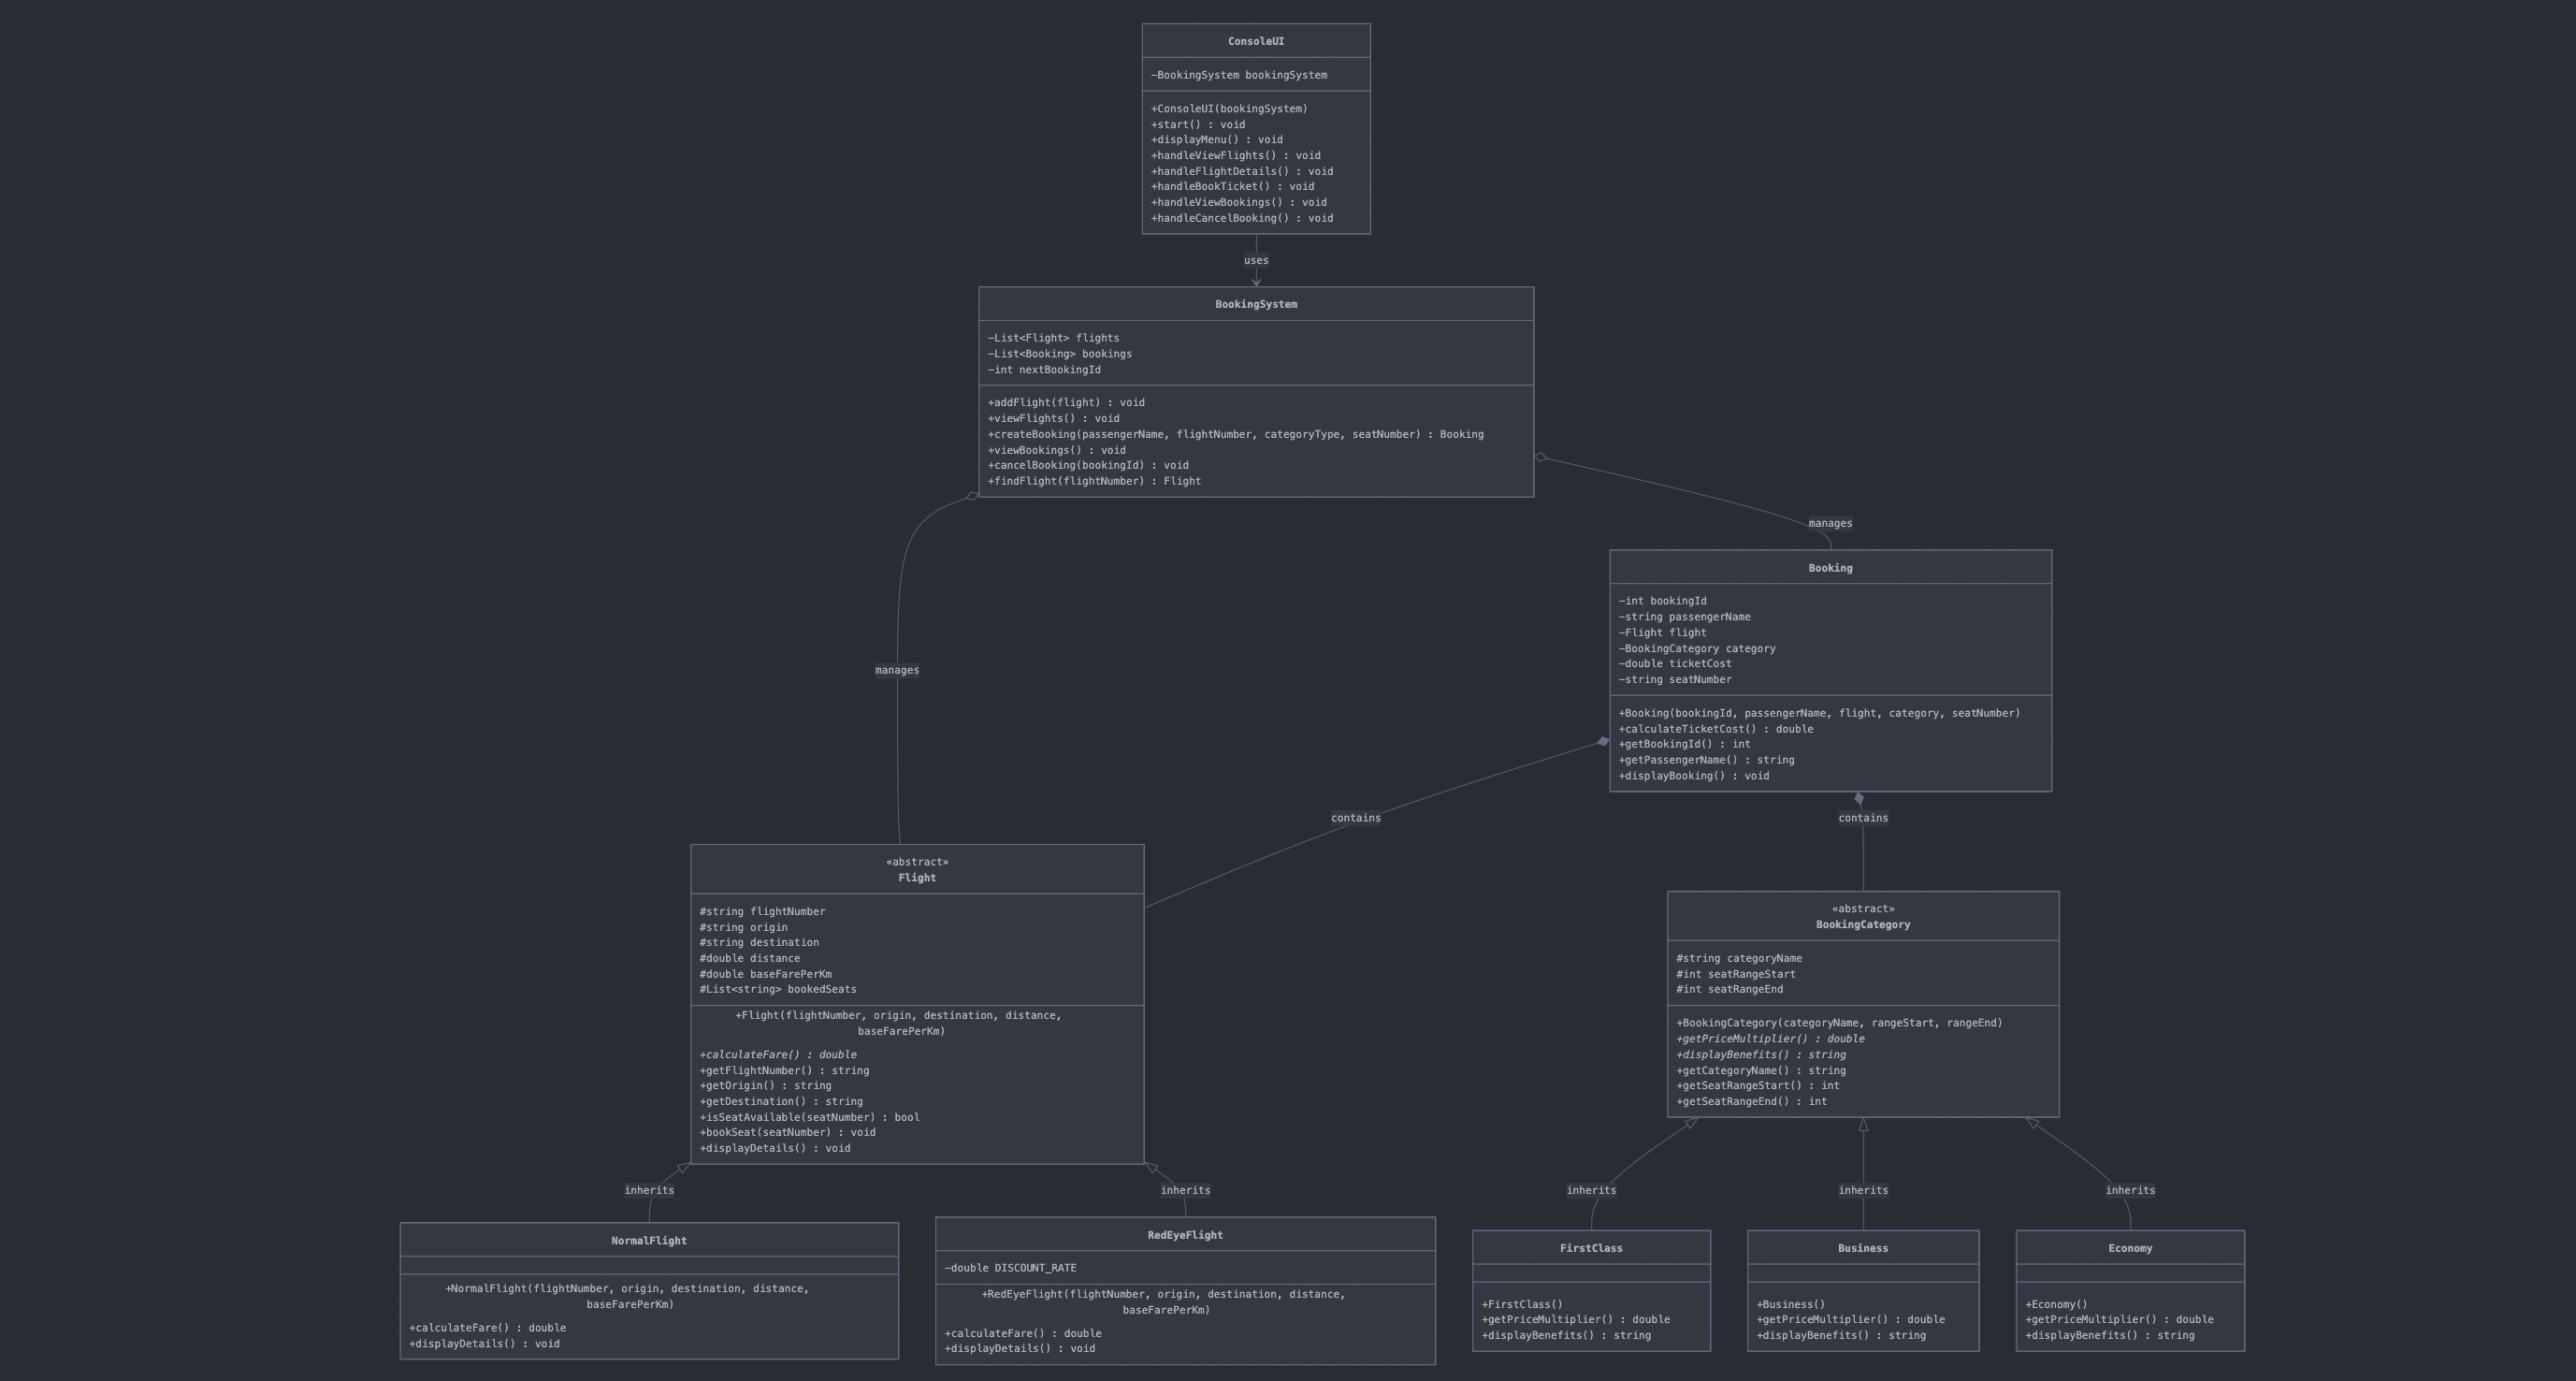 ConsoleUI
−BookingSystem bookingSystem
+ConsoleUI(bookingSystem)
+start() : void
+displayMenu() : void
+handleViewFlights() : void
+handleFlightDetails() : void
+handleBookTicket() : void
+handleViewBookings() : void
+handleCancelBooking() : void
uses
BookingSystem
−List<Flight> flights
−List<Booking> bookings
−int nextBookingId
+addFlight(flight) : void
+viewFlights() : void
+createBooking(passengerName, flightNumber, categoryType, seatNumber) : Booking
+viewBookings() : void
+cancelBooking(bookingId) : void
+findFlight(flightNumber) : Flight
manages
manages
Booking
−int bookingId
−string passengerName
−Flight flight
−BookingCategory category
−double ticketCost
−string seatNumber
+Booking(bookingId, passengerName, flight, category, seatNumber)
+calculateTicketCost() : double
+getBookingId() : int
+getPassengerName() : string
+displayBooking() : void
contains
contains
«abstract»
Flight
#string flightNumber
#string origin
#string destination
#double distance
#double baseFarePerKm
#List<string> bookedSeats
+Flight(flightNumber, origin, destination, distance,
baseFarePerKm)
+calculateFare() : double
+getFlightNumber() : string
+getOrigin() : string
+getDestination() : string
+isSeatAvailable(seatNumber) : bool
+bookSeat(seatNumber) : void
+displayDetails() : void
«abstract»
BookingCategory
#string categoryName
#int seatRangeStart
#int seatRangeEnd
+BookingCategory(categoryName, rangeStart, rangeEnd)
+getPriceMultiplier() : double
+displayBenefits() : string
+getCategoryName() : string
+getSeatRangeStart() : int
+getSeatRangeEnd() : int
inherits
inherits
inherits
inherits
inherits
NormalFlight
+NormalFlight(flightNumber, origin, destination, distance,
baseFarePerKm)
+calculateFare() : double
+displayDetails() : void
RedEyeFlight
−double DISCOUNT_RATE
+RedEyeFlight(flightNumber, origin, destination, distance,
baseFarePerKm)
+calculateFare() : double
+displayDetails() : void
FirstClass
+FirstClass()
+getPriceMultiplier() : double
+displayBenefits() : string
Business
+Business()
+getPriceMultiplier() : double
+displayBenefits() : string
Economy
+Economy()
+getPriceMultiplier() : double
+displayBenefits() : string